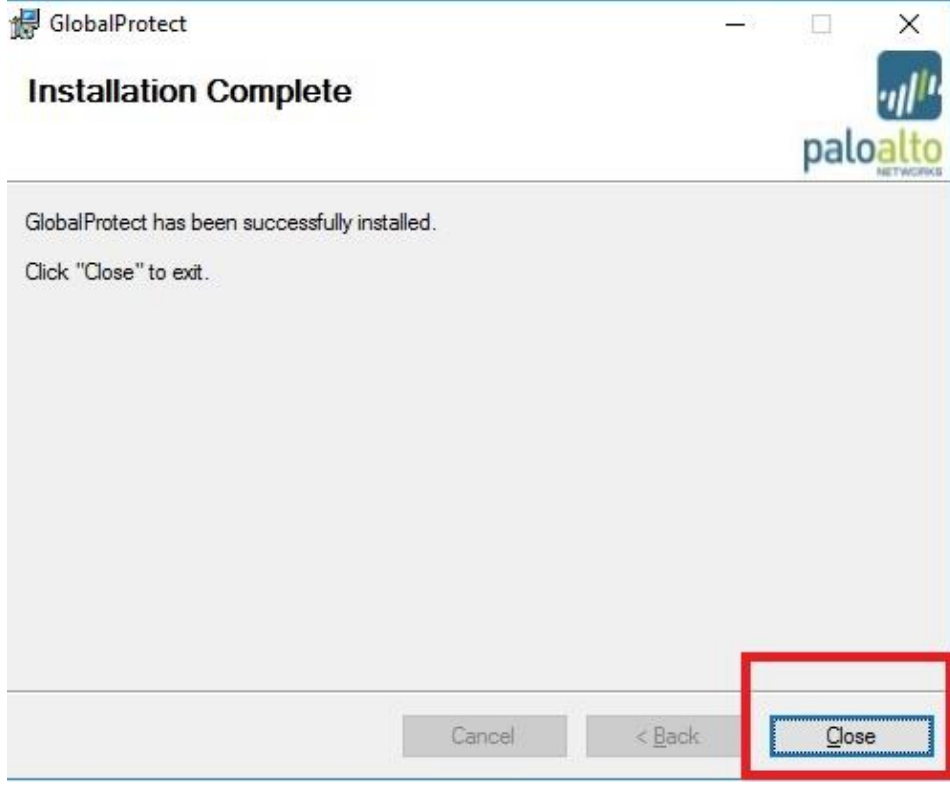 GlobalProtect
Installation Complete
paloalto
NETWORKS
GlobalProtect has been successfully installed.
Click "Close" to exit.
Cancel
< Back
Close